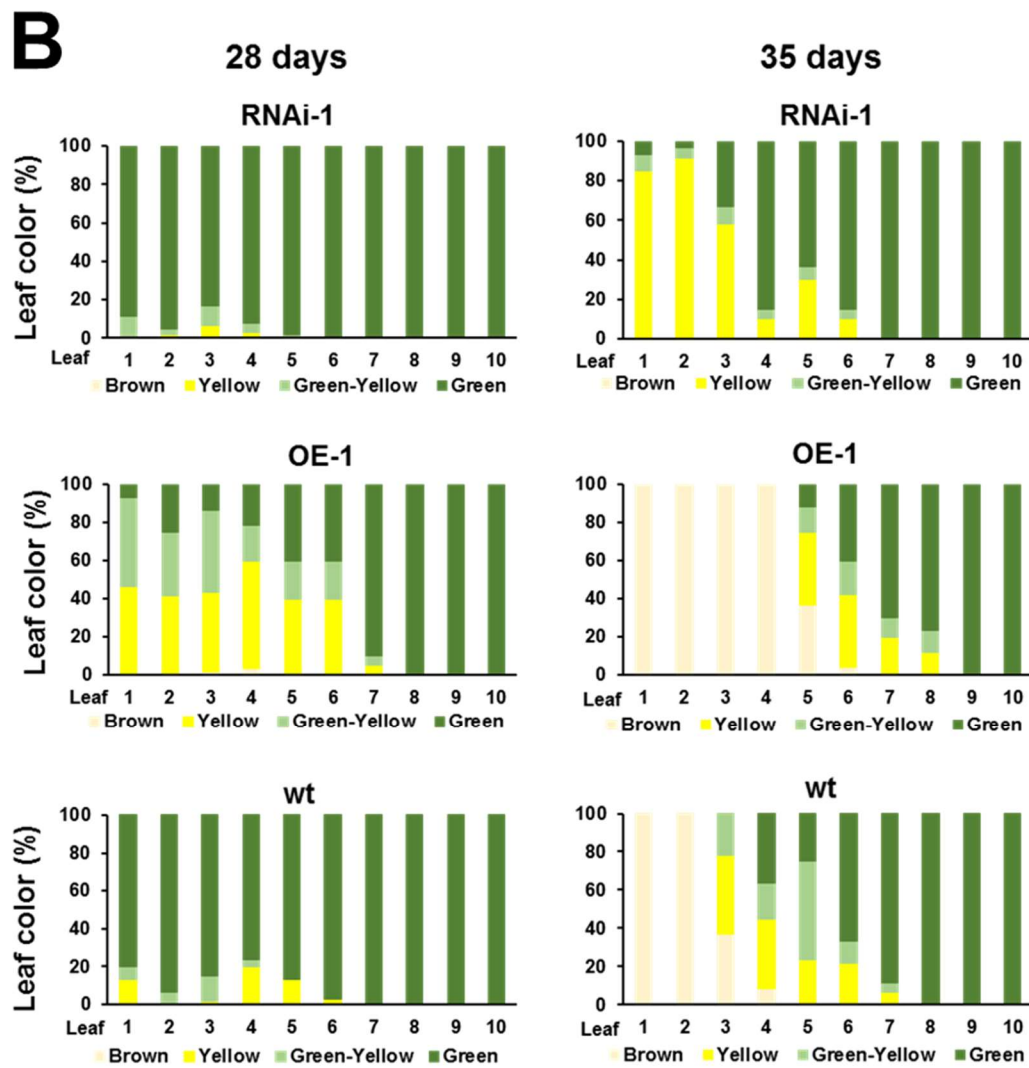 B
28 days
35 days
RNAi-1
Leaf color (%)
100
80
60
40
20
0
Leaf 1 2 3 4 5 6 7 8 9 10
Brown Yellow Green-Yellow Green
RNAi-1
100
80
60
40
20
0
Leaf 1 2 3 4 5 6 7 8 9 10
Brown Yellow Green-Yellow Green
OE-1
Leaf color (%)
100
80
60
40
20
0
Leaf 1 2 3 4 5 6 7 8 9 10
Brown Yellow Green-Yellow Green
OE-1
100
80
60
40
20
0
Leaf 1 2 3 4 5 6 7 8 9 10
Brown Yellow Green-Yellow Green
wt
Leaf color (%)
100
80
60
40
20
0
Leaf 1 2 3 4 5 6 7 8 9 10
Brown Yellow Green-Yellow Green
wt
100
80
60
40
20
0
Leaf 1 2 3 4 5 6 7 8 9 10
Brown Yellow Green-Yellow Green